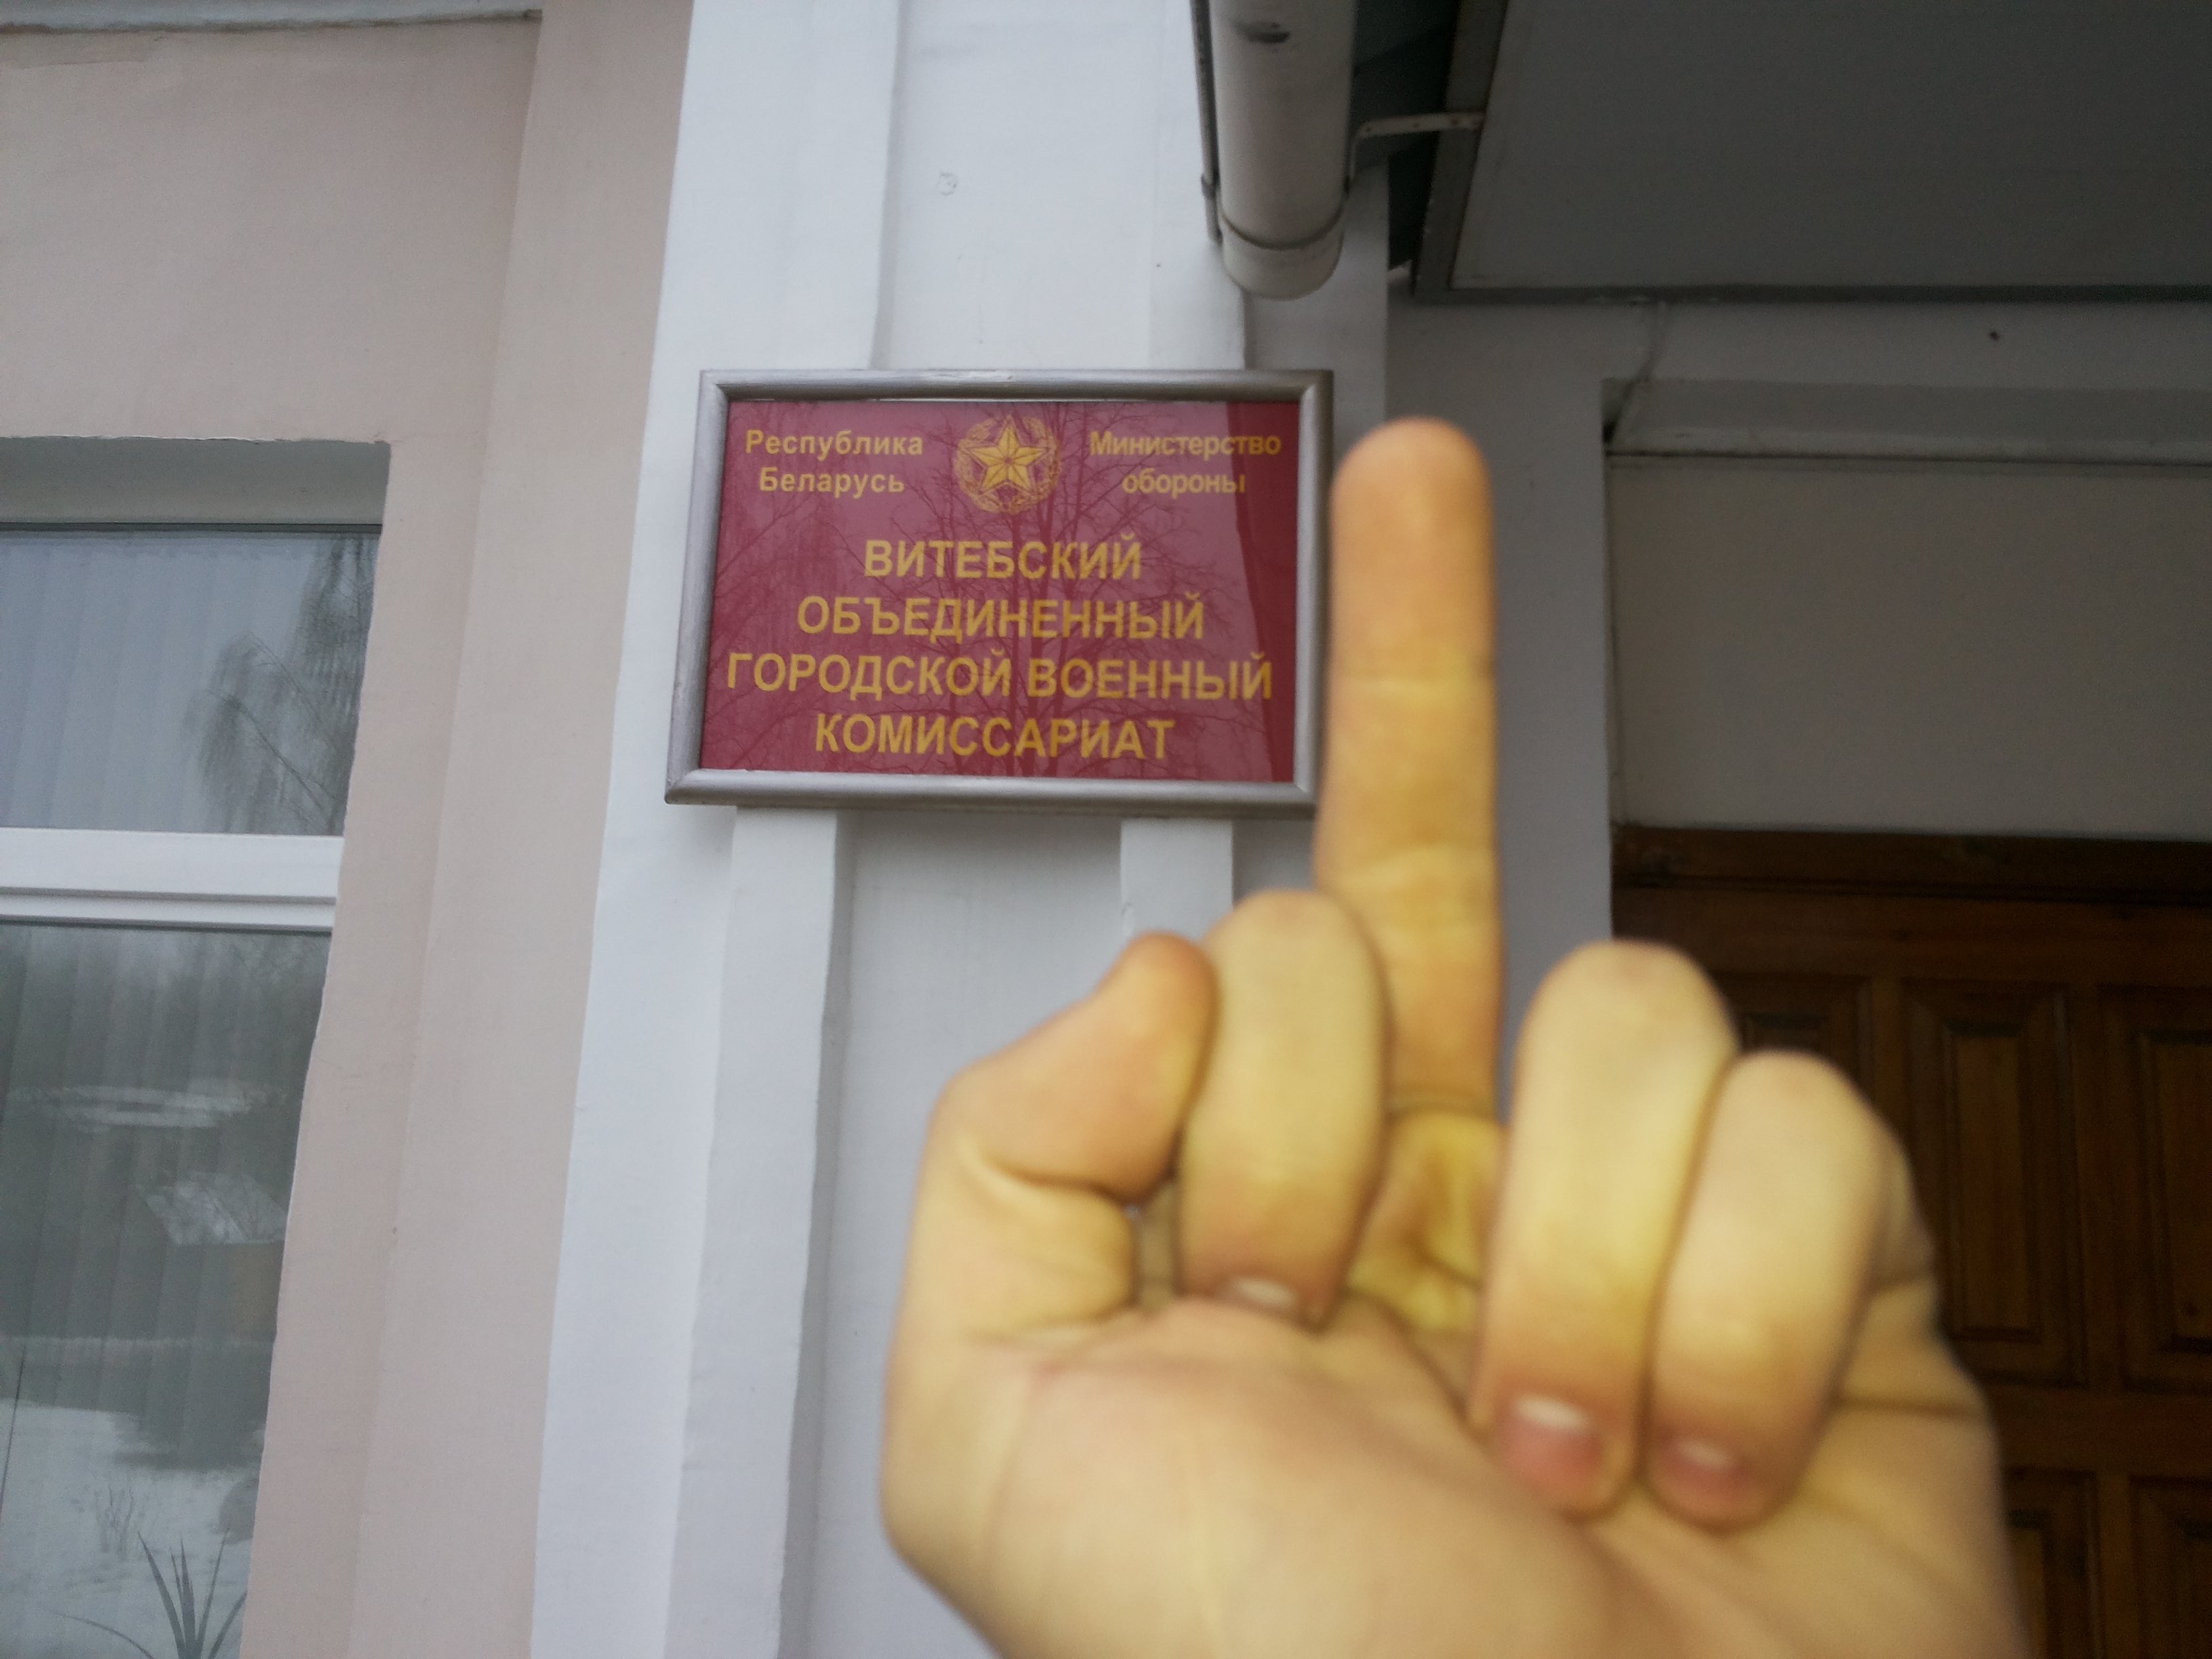 Республика
Беларусь
Министерство
обороны
ВИТЕБСКИЙ
ОБЪЕДИНЕННЫЙ
ГОРОДСКОЙ ВОЕННЫЙ
КОМИССАРИАТ